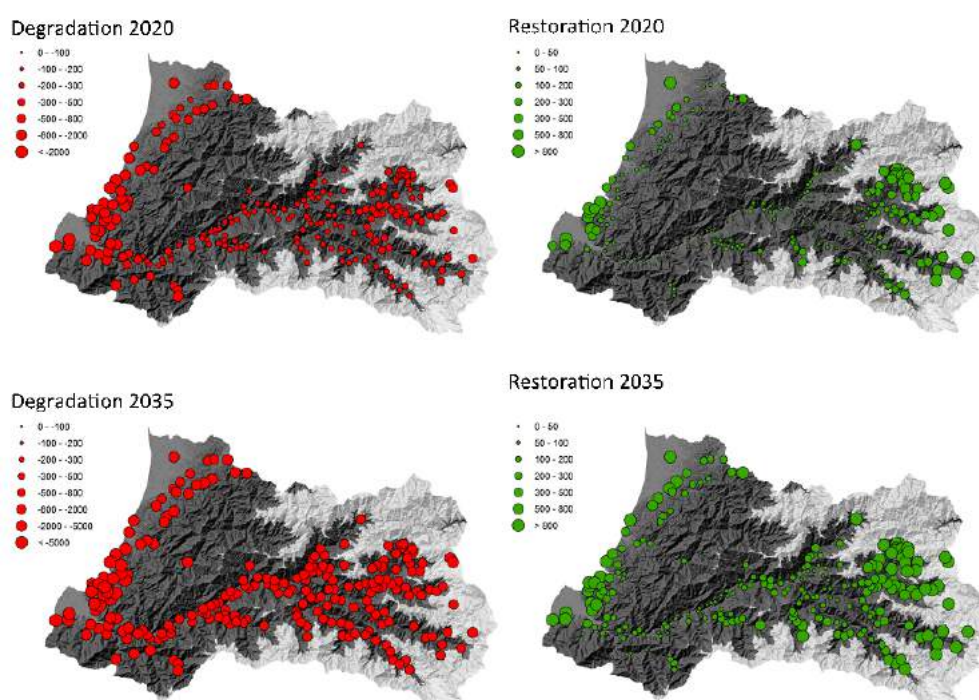 Degradation 2020
0 - -100
-100 - -200
-200 - -300
-300 - -500
-500 - -800
-800 - -2000
< -2000
Restoration 2020
0 - 50
50 - 100
100 - 200
200 - 300
300 - 500
500 - 800
> 800
Degradation 2035
0 - -100
-100 - -200
-200 - -300
-300 - -500
-500 - -800
-800 - -2000
-2000 - -5000
< -5000
Restoration 2035
0 - 50
50 - 100
100 - 200
200 - 300
300 - 500
500 - 800
> 800